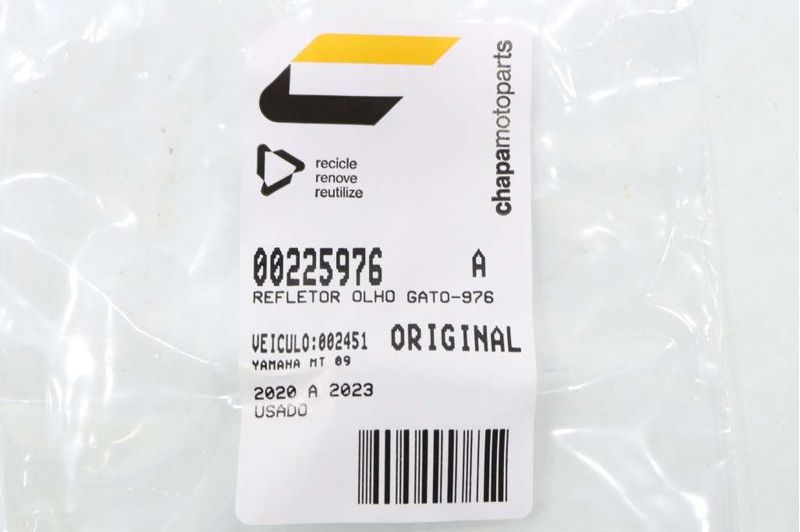 chapamotoparts
recicle
renove
reutilize
00225976 A
REFLETOR OLHO GATO-976
VEICULO:002451 ORIGINAL
YAMAHA MT 09
2020 A 2023
USADO